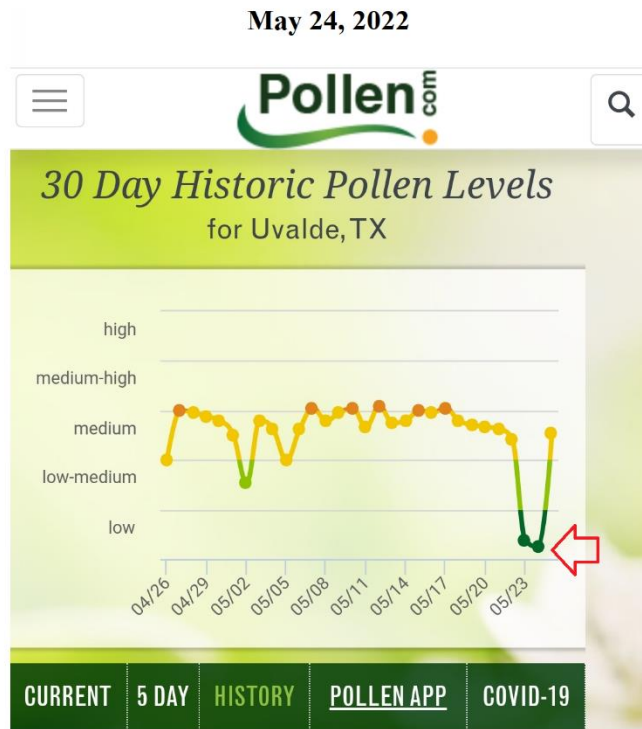 May 24, 2022
Pollen.com
30 Day Historic Pollen Levels
for Uvalde, TX
high
medium-high
medium
low-medium
low
04/26 04/29 05/02 05/05 05/08 05/11 05/14 05/17 05/20 05/23
CURRENT 5 DAY HISTORY POLLEN APP COVID-19